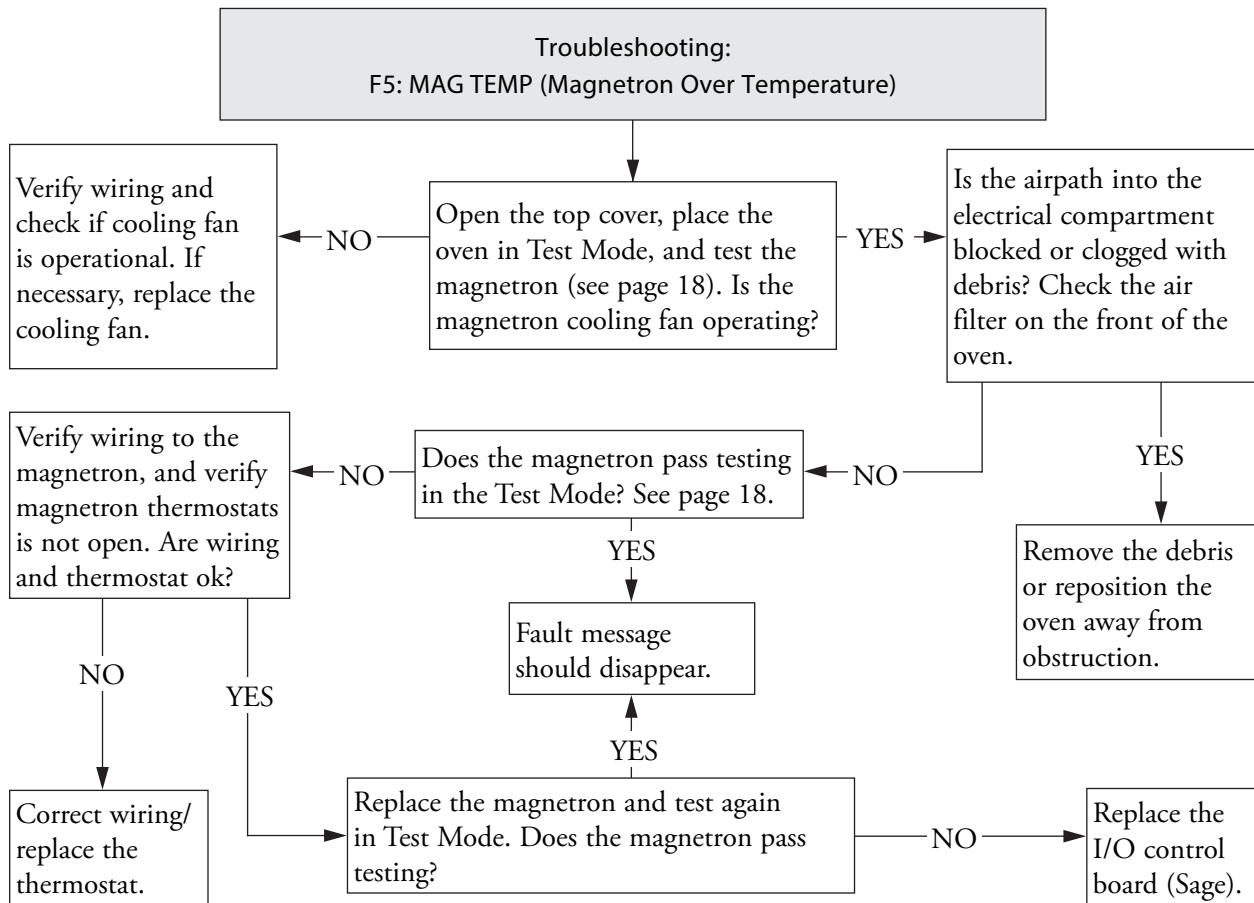 Troubleshooting:
F5: MAG TEMP (Magnetron Over Temperature)
Verify wiring and
check if cooling fan
is operational. If
necessary, replace the
cooling fan.
NO
Open the top cover, place the
oven in Test Mode, and test the
magnetron (see page 18). Is the
magnetron cooling fan operating?
YES
Is the airpath into the
electrical compartment
blocked or clogged with
debris? Check the air
filter on the front of the
oven.
Verify wiring to the
magnetron, and verify
magnetron thermostats
is not open. Are wiring
and thermostat ok?
NO
Does the magnetron pass testing
in the Test Mode? See page 18.
NO
YES
YES
Remove the debris
or reposition the
oven away from
obstruction.
Fault message
should disappear.
NO
YES
YES
Correct wiring/
replace the
thermostat.
Replace the magnetron and test again
in Test Mode. Does the magnetron pass
testing?
NO
Replace the
I/O control
board (Sage).